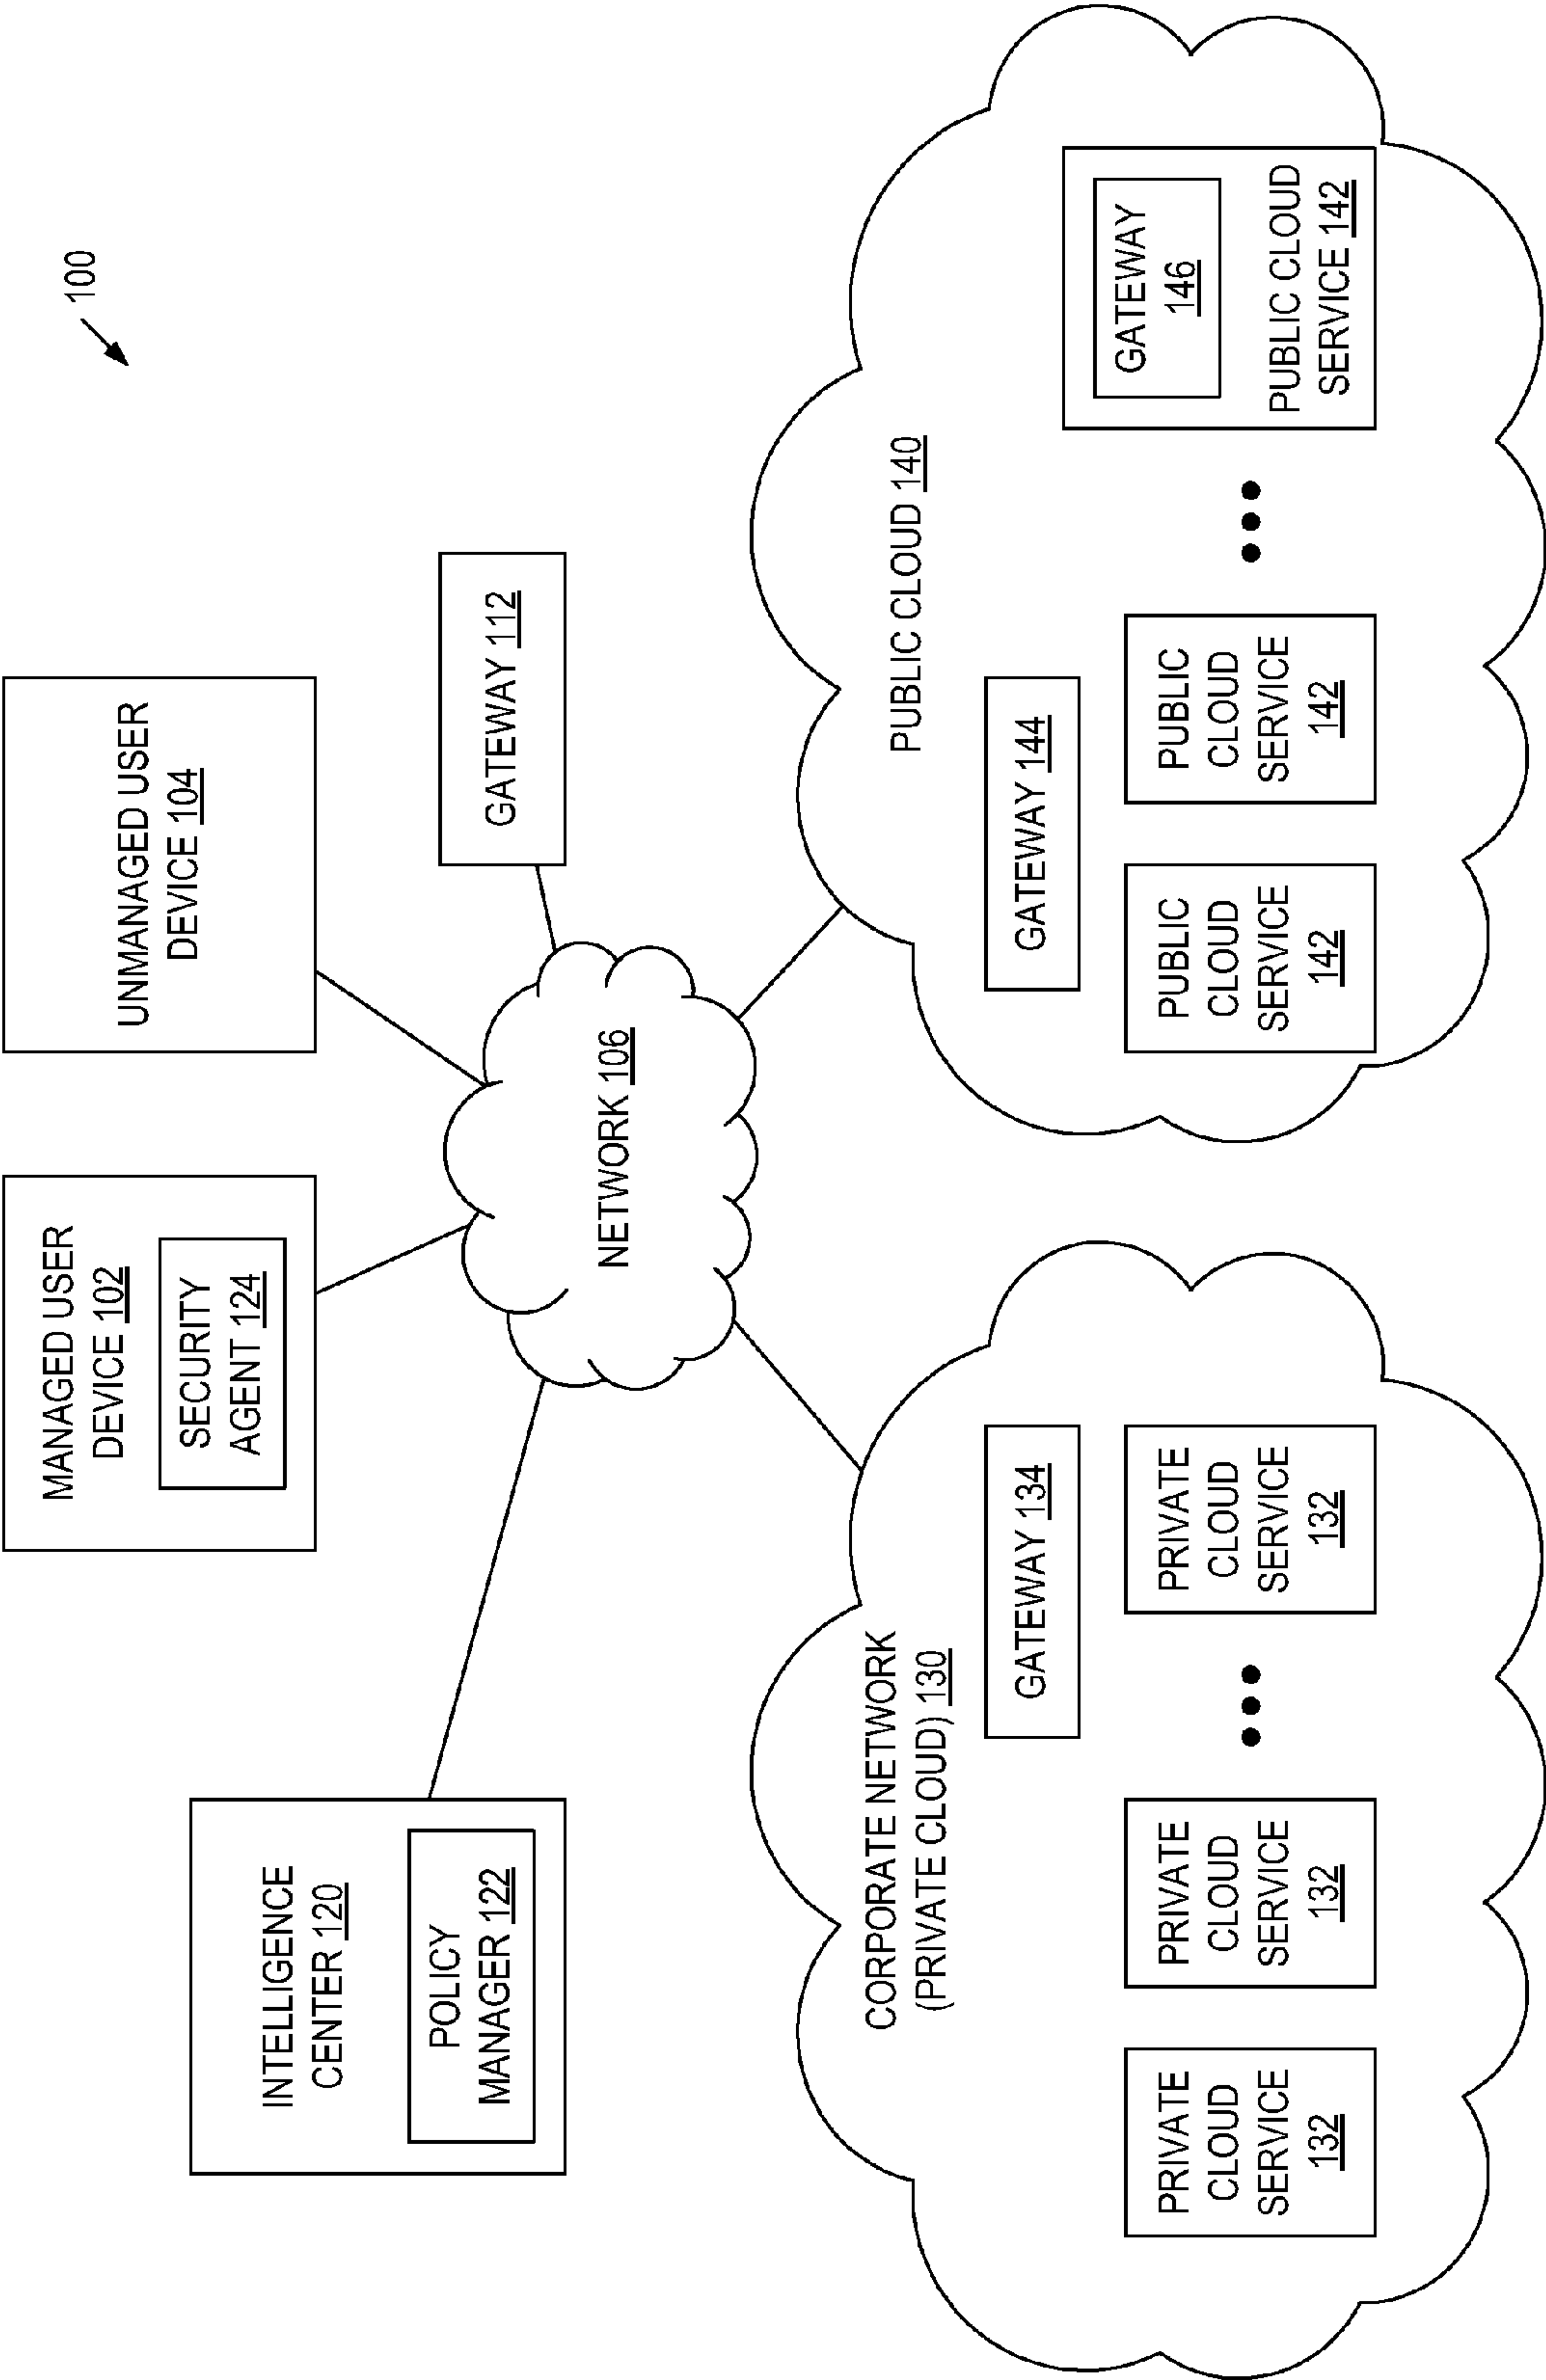 100
UNMANAGED USER
DEVICE 104
MANAGED USER
DEVICE 102
SECURITY
AGENT 124
INTELLIGENCE
CENTER 120
POLICY
MANAGER 122
GATEWAY 112
NETWORK 106
CORPORATE NETWORK
(PRIVATE CLOUD) 130
GATEWAY 134
PRIVATE
CLOUD
SERVICE
132
PRIVATE
CLOUD
SERVICE
132
PRIVATE
CLOUD
SERVICE
132
PUBLIC CLOUD 140
GATEWAY 144
PUBLIC
CLOUD
SERVICE
142
PUBLIC
CLOUD
SERVICE
142
GATEWAY
146
PUBLIC CLOUD
SERVICE 142